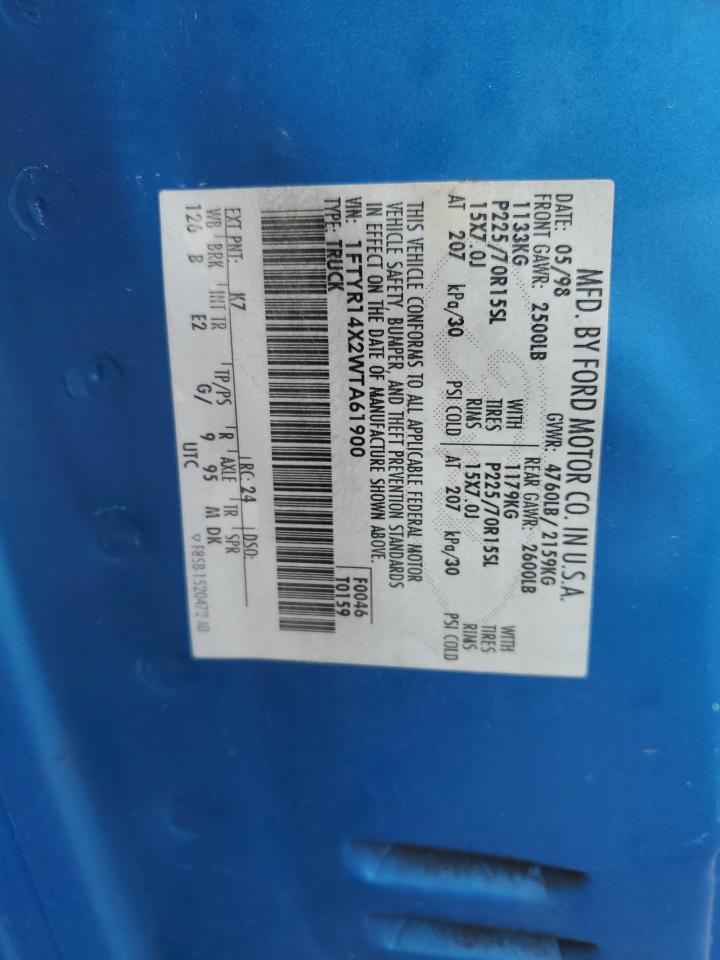 MFD. BY FORD MOTOR CO. IN U.S.A.
DATE: 05/98 GVWR: 4760LB/2159KG
FRONT GAWR: 2500LB REAR GAWR: 2600LB
1133KG WITH 1179KG WITH
P225/70R15SL TIRES P225/70R15SL TIRES
15X7.0J RIMS 15X7.0J RIMS
AT 207 kPa/30 PSI COLD AT 207 kPa/30 PSI COLD
THIS VEHICLE CONFORMS TO ALL APPLICABLE FEDERAL MOTOR
VEHICLE SAFETY, BUMPER, AND THEFT PREVENTION STANDARDS
IN EFFECT ON THE DATE OF MANUFACTURE SHOWN ABOVE.
VIN: 1FTYR14X2WTA61900 F0046
TYPE: TRUCK T0159
EXT PNT: K7 RC: 24 DSO:
WB BRK INT TR TP/PS R AXLE TR SPR
126 B E2 G/ 9 95 M DK
UTC ▽ F85B-1520472 AD